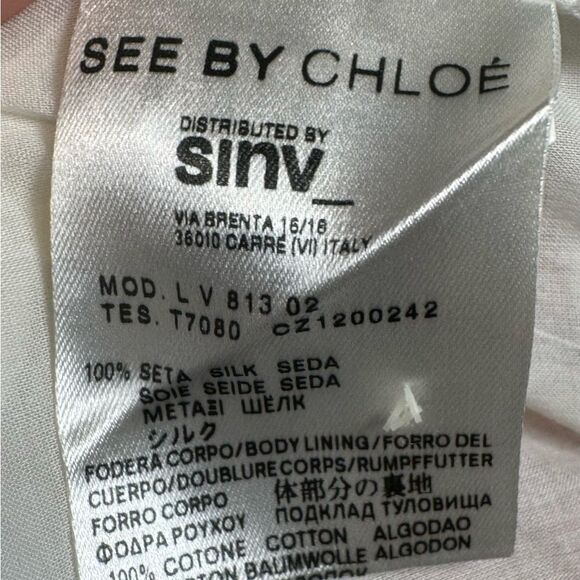 SEE BY CHLOÉ
DISTRIBUTED BY
sinv_
VIA BRENTA 16/18
36010 CARRÉ (VI) ITALY
MOD. L V 813 02
TES. T7080 CZ1200242
100% SETA SILK SEDA
SOIE SEIDE SEDA
ΜΕΤΑΞΙ ШЁЛК
シルク
FODERA CORPO/BODY LINING/FORRO DEL
CUERPO/DOUBLURE CORPS/RUMPFFUTTER
FORRO CORPO 体部分の裏地
ΦΟΔΡΑ ΡΟΥΧΟΥ ПОДКЛАД ТУЛОВИЩА
100% COTONE COTTON ALGODAO
COTON BAUMWOLLE ALGODON